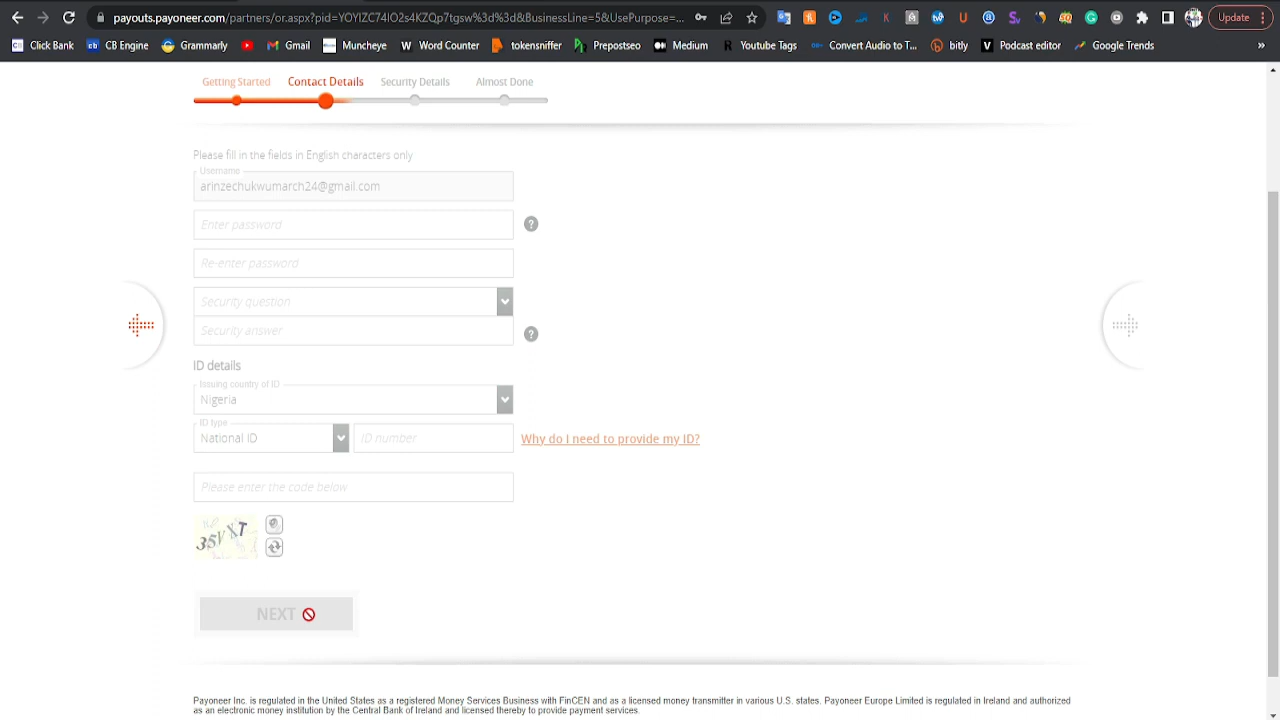 payouts.payoneer.com/partners/or.aspx?pid=YOYIZC74IO2s4KZQp7tgsw%3d%3d&BusinessLine=5&UsePurpose=... Update
Click Bank CB Engine Grammarly Gmail Muncheye Word Counter tokensniffer Prepostseo Medium Youtube Tags Convert Audio to T... bitly Podcast editor Google Trends »
Getting Started Contact Details Security Details Almost Done
Please fill in the fields in English characters only
Username
arinzechukwumarch24@gmail.com
Enter password
Re-enter password
Security question
Security answer
ID details
Issuing country of ID
Nigeria
ID type
National ID ID number Why do I need to provide my ID?
Please enter the code below
35VXT
NEXT
Payoneer Inc. is regulated in the United States as a registered Money Services Business with FinCEN and as a licensed money transmitter in various U.S. states. Payoneer Europe Limited is regulated in Ireland and authorized
as an electronic money institution by the Central Bank of Ireland and licensed thereby to provide payment services.